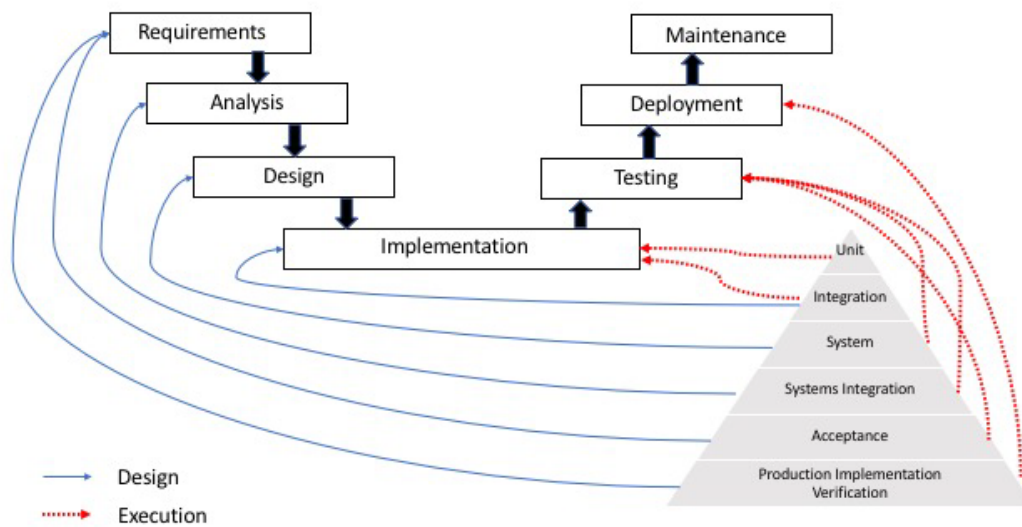 Requirements
Maintenance
Analysis
Deployment
Design
Testing
Implementation
Unit
Integration
System
Systems Integration
Acceptance
Production Implementation
Verification
Design
Execution